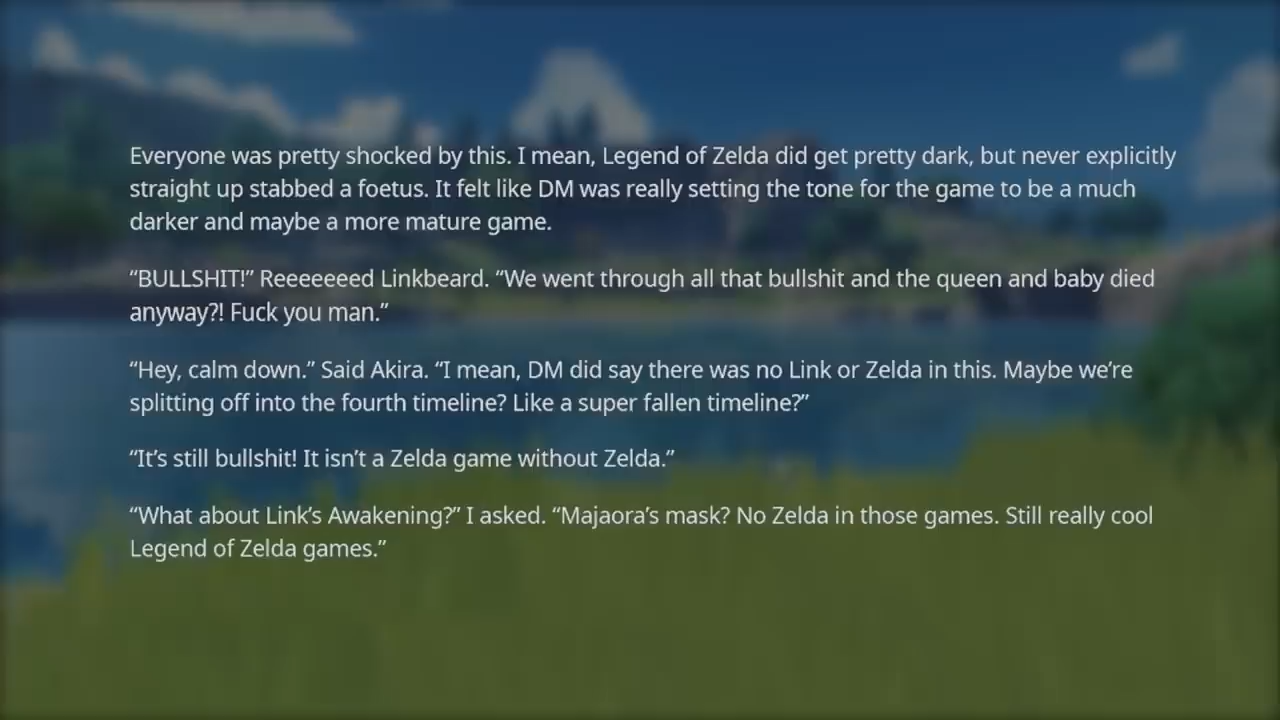 Everyone was pretty shocked by this. I mean, Legend of Zelda did get pretty dark, but never explicitly
straight up stabbed a foetus. It felt like DM was really setting the tone for the game to be a much
darker and maybe a more mature game.
“BULLSHIT!” Reeeeeeed Linkbeard. “We went through all that bullshit and the queen and baby died
anyway?! Fuck you man.”
“Hey, calm down.” Said Akira. “I mean, DM did say there was no Link or Zelda in this. Maybe we’re
splitting off into the fourth timeline? Like a super fallen timeline?”
“It’s still bullshit! It isn’t a Zelda game without Zelda.”
“What about Link’s Awakening?” I asked. “Majaora’s mask? No Zelda in those games. Still really cool
Legend of Zelda games.”